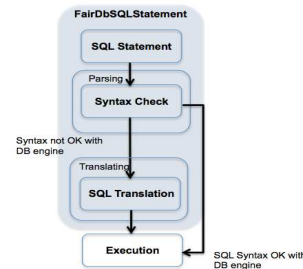 FairDbSQLStatement
SQL Statement
Parsing
Syntax Check
Syntax not OK with
DB engine
Translating
SQL Translation
Execution
SQL Syntax OK with
DB engine